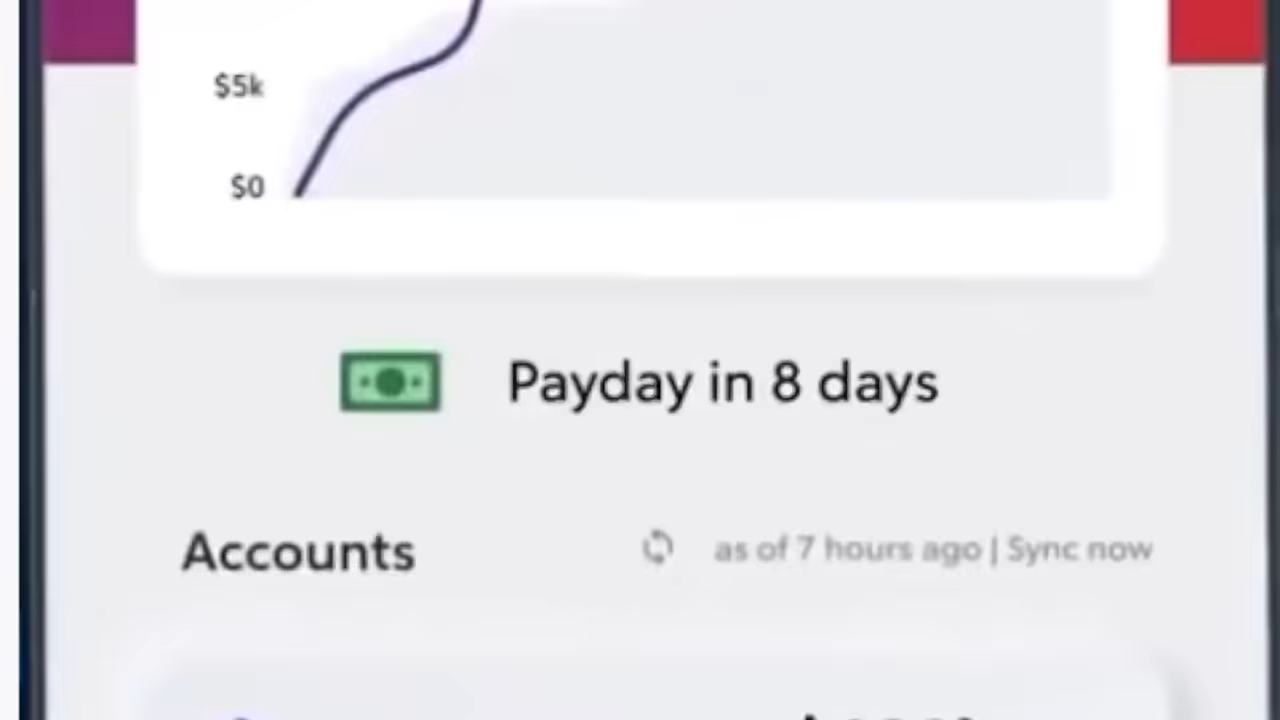 $5k
$0
Payday in 8 days
Accounts
as of 7 hours ago | Sync now